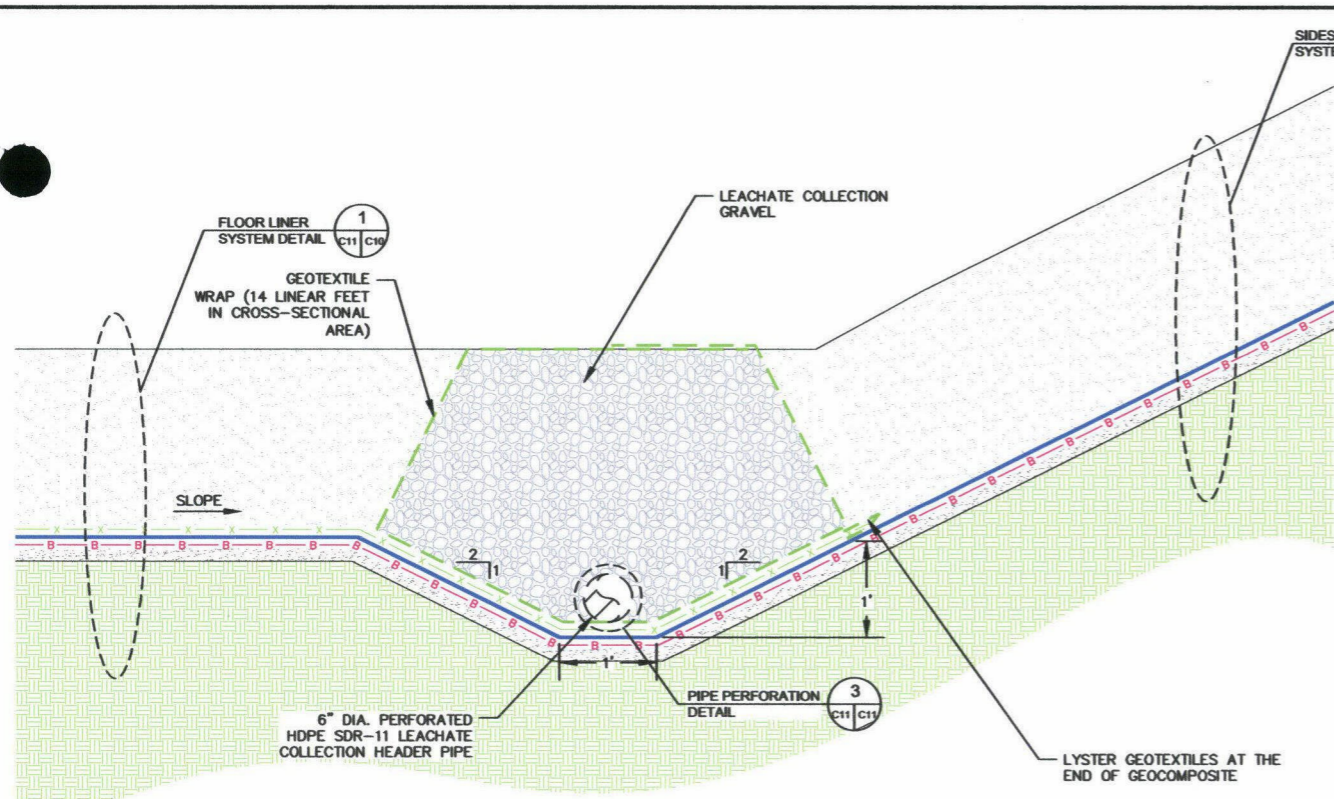 SIDES
SYSTE
LEACHATE COLLECTION
GRAVEL
FLOOR LINER
SYSTEM DETAIL
1
C11 C10
GEOTEXTILE
WRAP (14 LINEAR FEET
IN CROSS-SECTIONAL
AREA)
SLOPE
2
1
2
1
1'
1'
B B B B B B B B B B B B B B B B B B B B B B B B B B B
X X X X X X X
PIPE PERFORATION
DETAIL
3
C11 C11
6" DIA. PERFORATED
HDPE SDR-11 LEACHATE
COLLECTION HEADER PIPE
LYSTER GEOTEXTILES AT THE
END OF GEOCOMPOSITE